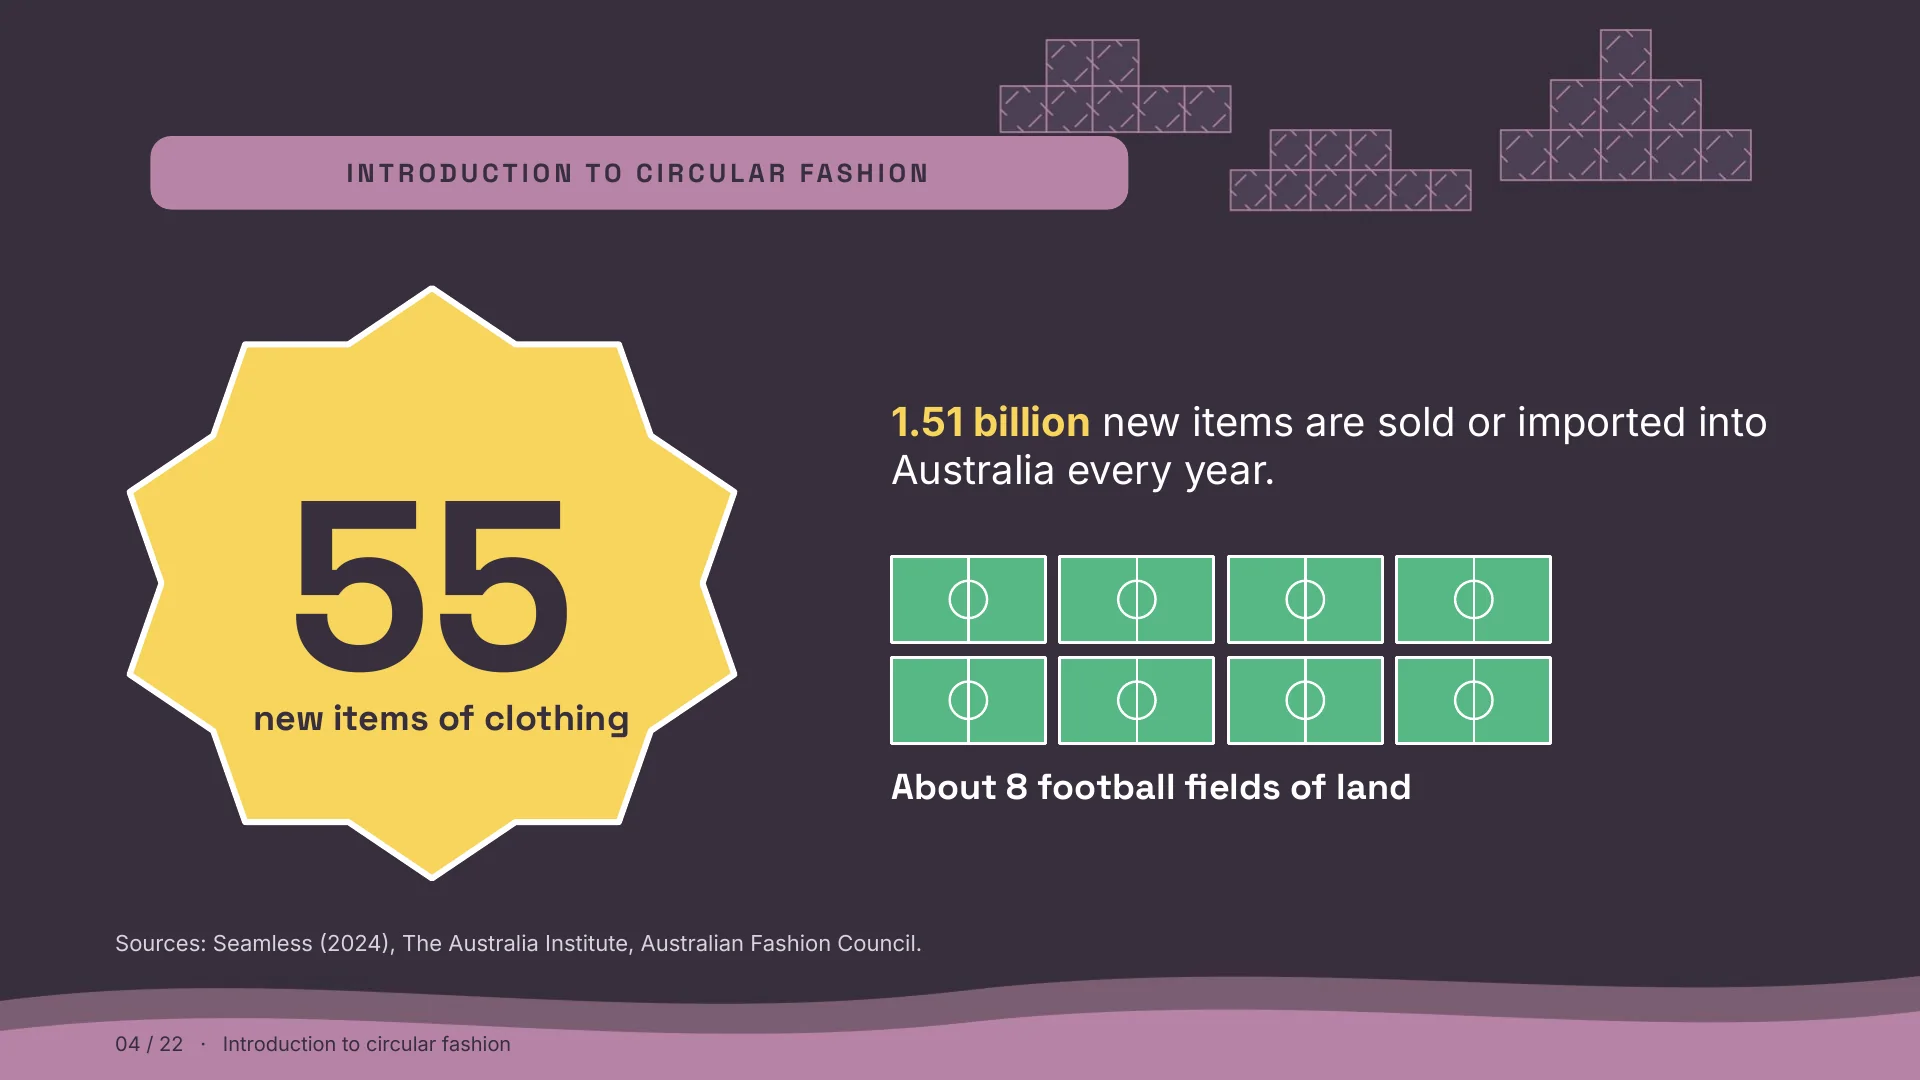 INTRODUCTION TO CIRCULAR FASHION
55
new items of clothing
1.51 billion new items are sold or imported into
Australia every year.
About 8 football fields of land
Sources: Seamless (2024), The Australia Institute, Australian Fashion Council.
04 / 22 · Introduction to circular fashion